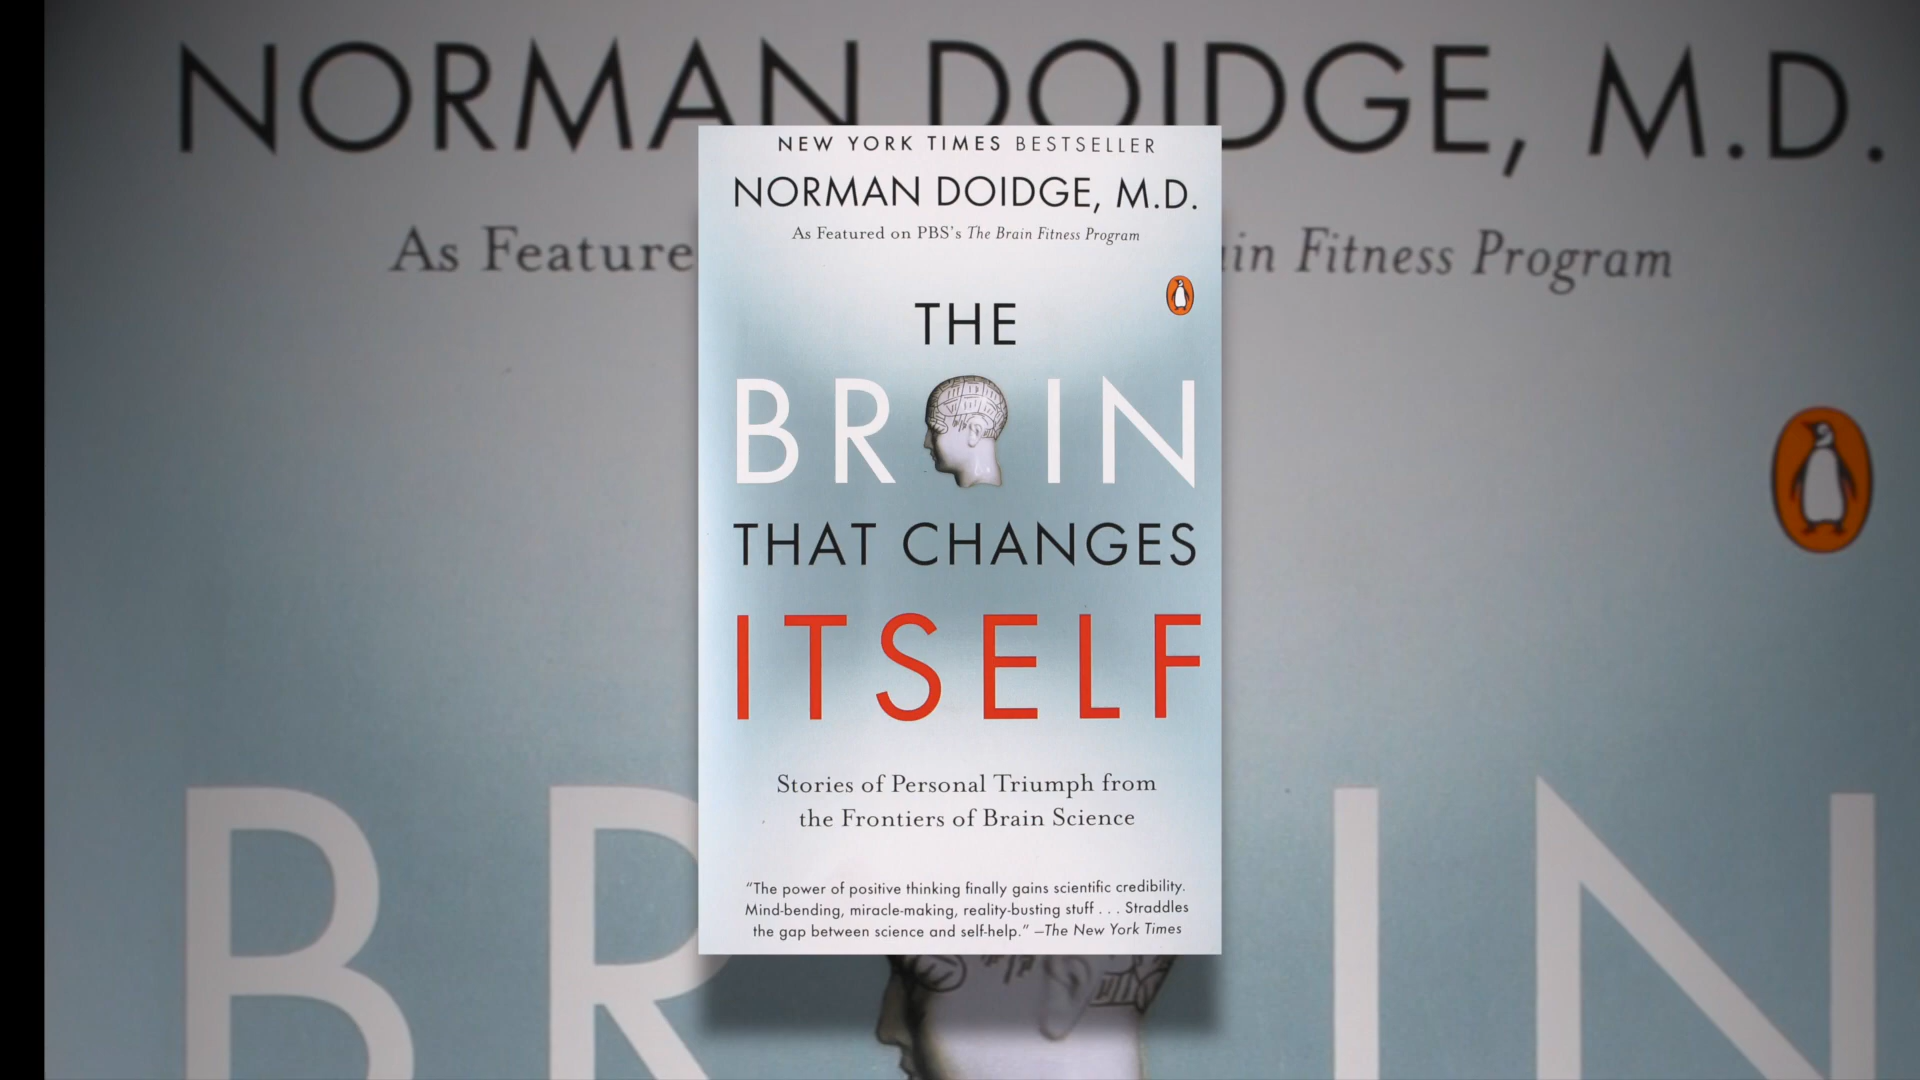 NORMAN DOIDGE, M.D.
As Feature
in Fitness Program
BR
IN
NEW YORK TIMES BESTSELLER
NORMAN DOIDGE, M.D.
As Featured on PBS's The Brain Fitness Program
THE
BR IN
THAT CHANGES
ITSELF
Stories of Personal Triumph from
the Frontiers of Brain Science
“The power of positive thinking finally gains scientific credibility.
Mind-bending, miracle-making, reality-busting stuff . . . Straddles
the gap between science and self-help.” —The New York Times